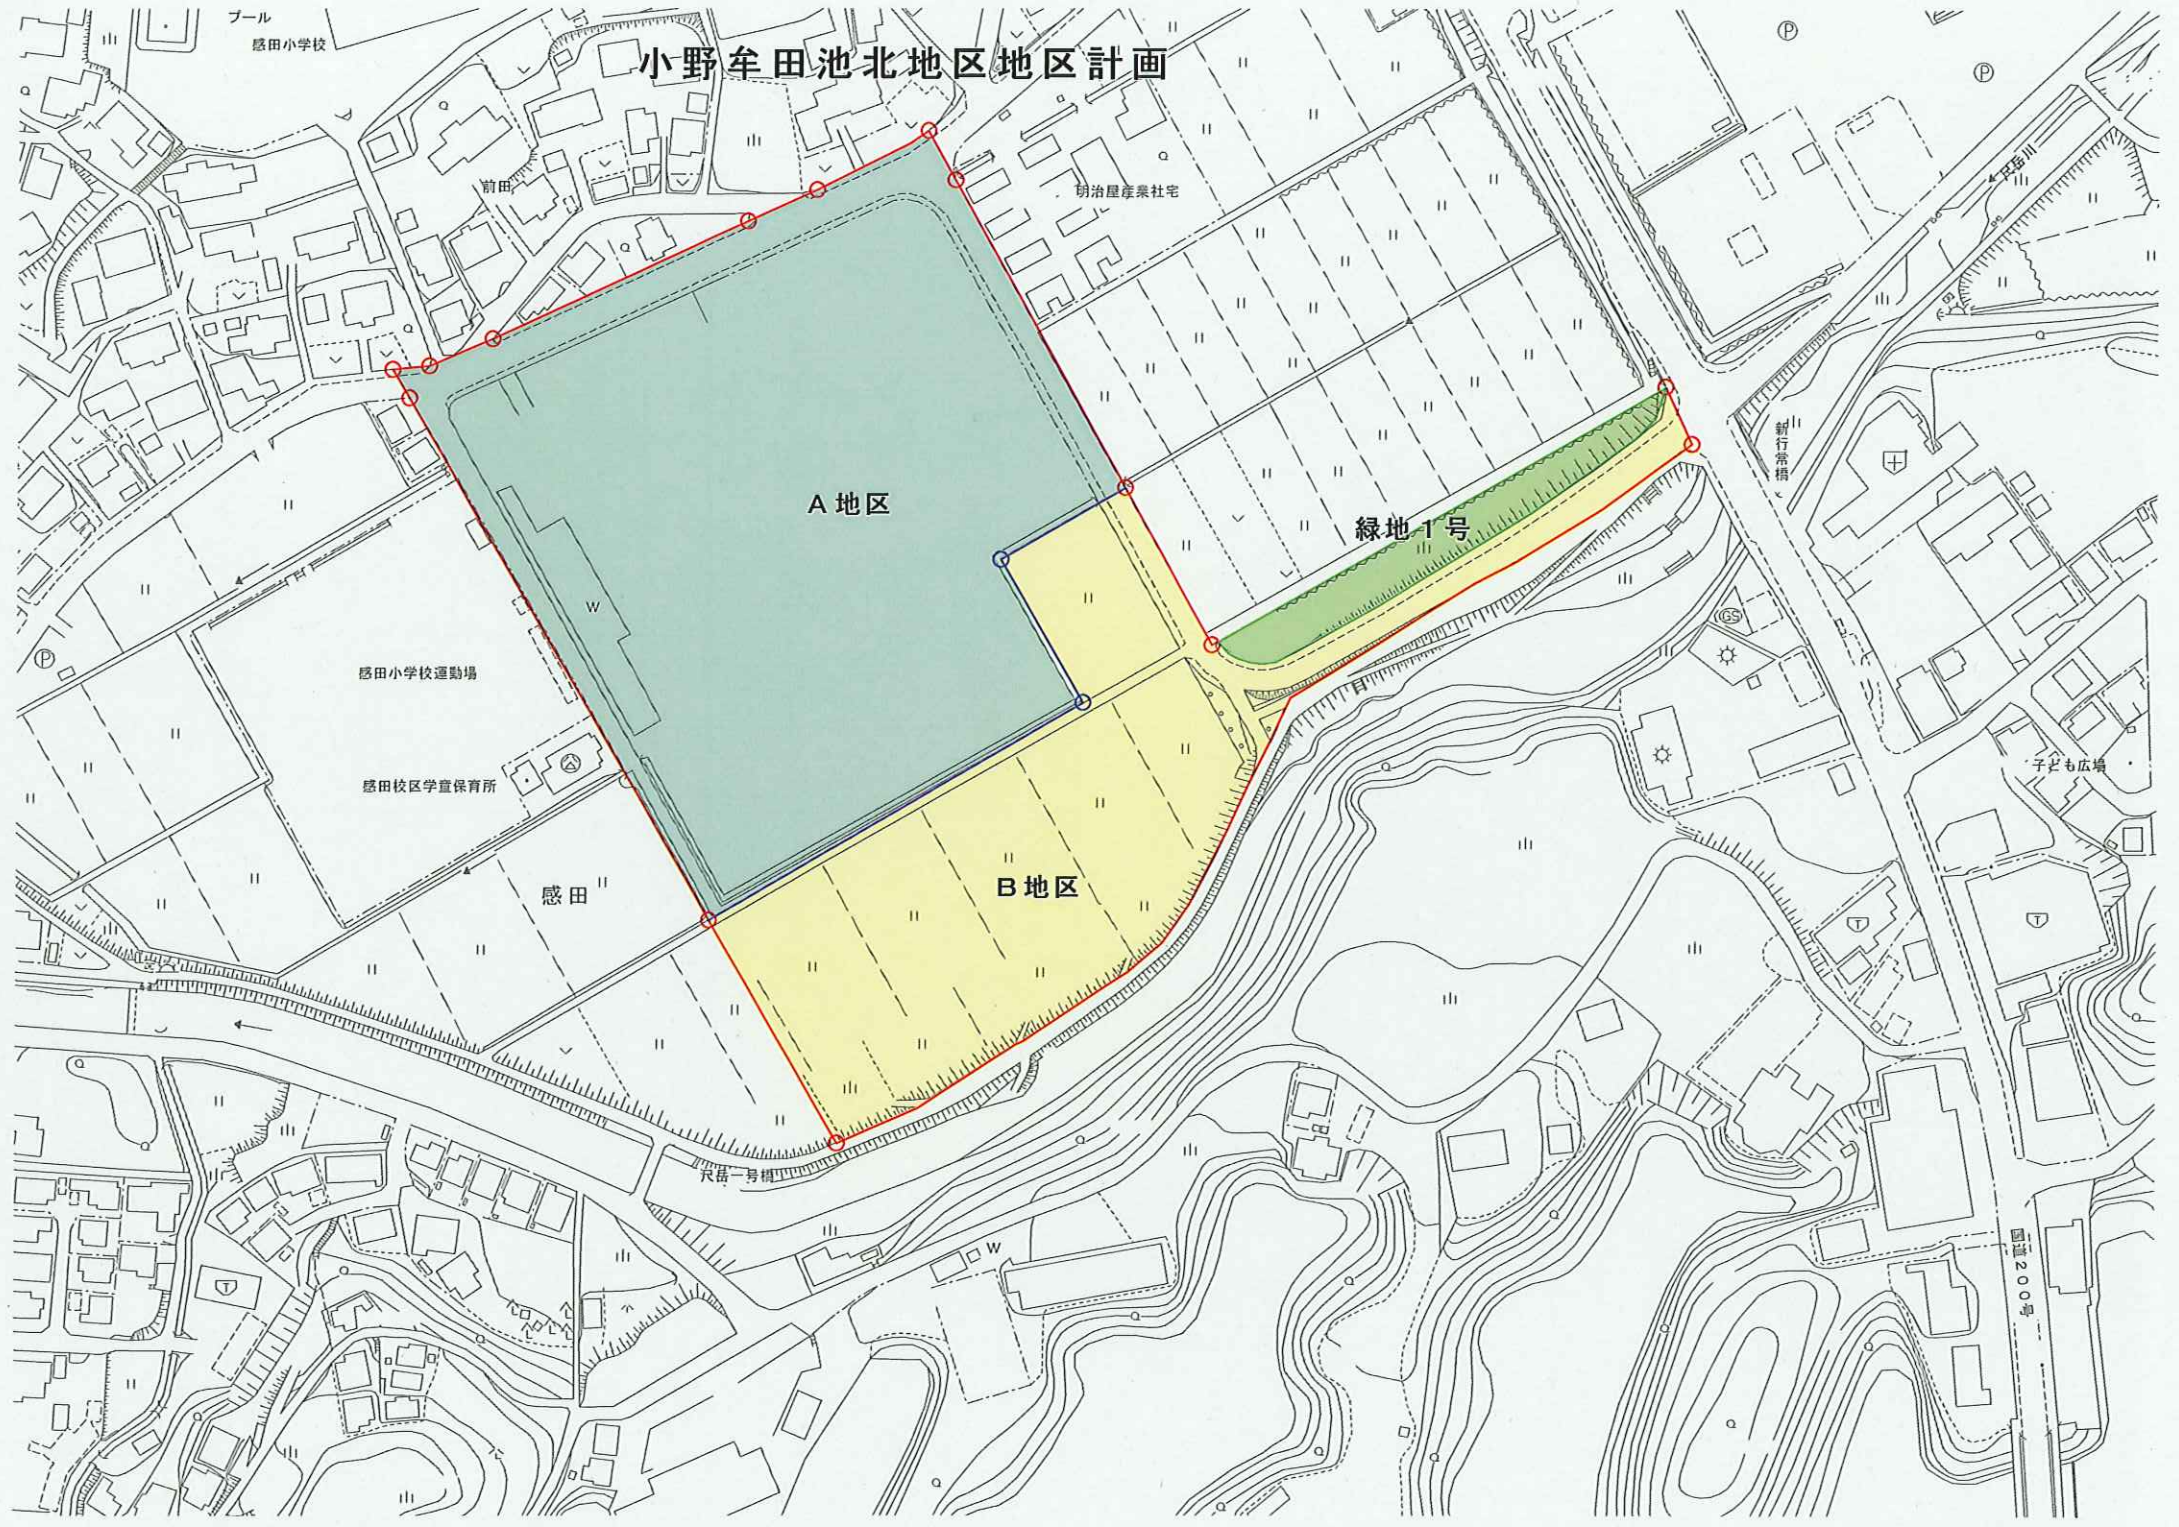 プール
感田小学校
小野牟田池北地区地区計画
前田
明治屋産業社宅
尺岳川
A地区
新行常橋
緑地1号
W
GS
感田小学校運動場
感田校区学童保育所
子ども広場
感田
B地区
尺岳一号橋
W
国道200号